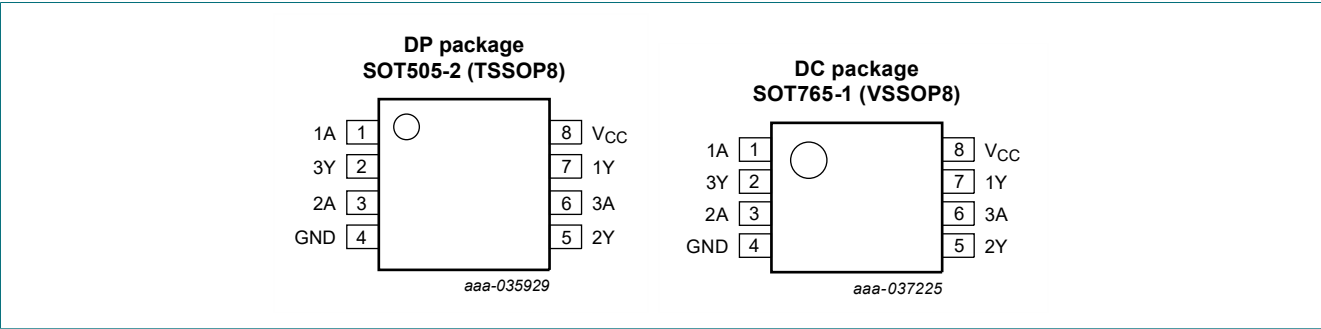 DP package
SOT505-2 (TSSOP8)
1A 1 8 VCC
3Y 2 7 1Y
2A 3 6 3A
GND 4 5 2Y
aaa-035929
DC package
SOT765-1 (VSSOP8)
1A 1 8 VCC
3Y 2 7 1Y
2A 3 6 3A
GND 4 5 2Y
aaa-037225